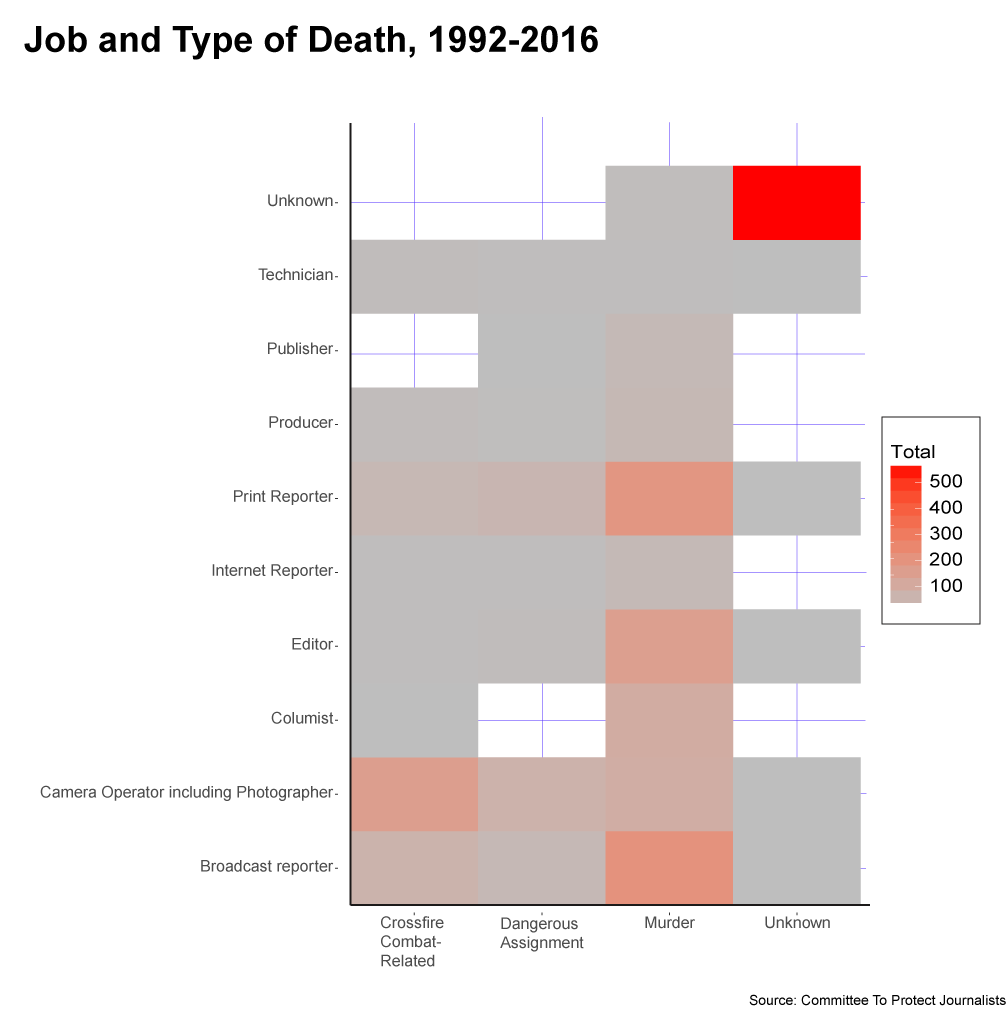 Job and Type of Death, 1992-2016
Unknown
Technician
Publisher
Producer
Print Reporter
Internet Reporter
Editor
Columist
Camera Operator including Photographer
Broadcast reporter
Total
500
400
300
200
100
Crossfire
Combat-
Related
Dangerous
Assignment
Murder
Unknown
Source: Committee To Protect Journalists